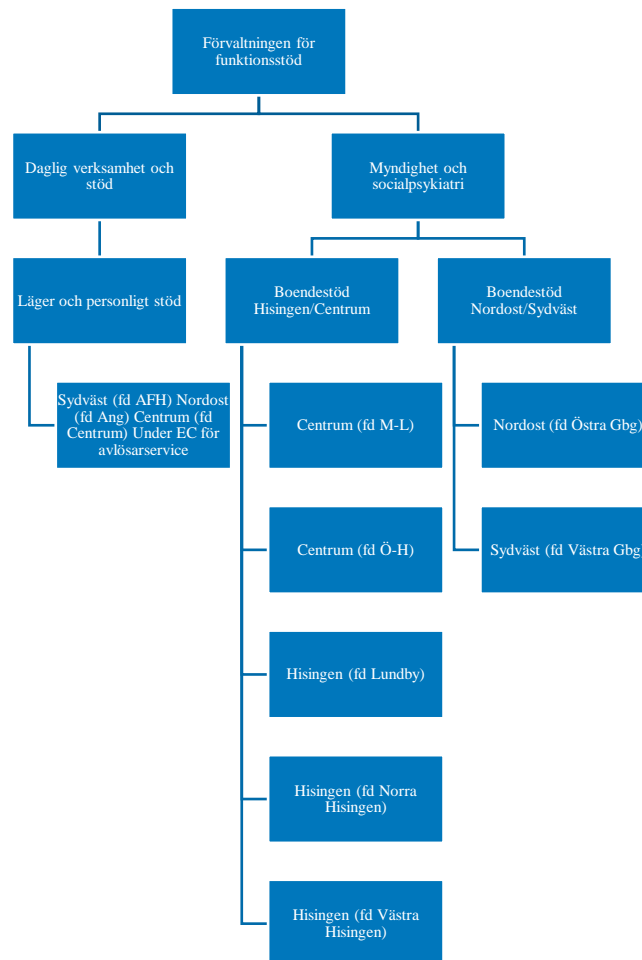 Förvaltningen för
funktionsstöd
Daglig verksamhet och
stöd
Myndighet och
socialpsykiatri
Läger och personligt stöd
Boendestöd
Hisingen/Centrum
Boendestöd
Nordost/Sydväst
Sydväst (fd AFH) Nordost
(fd Ang) Centrum (fd
Centrum) Under EC för
avlösarservice
Centrum (fd M-L)
Nordost (fd Östra Gbg)
Centrum (fd Ö-H)
Sydväst (fd Västra Gbg)
Hisingen (fd Lundby)
Hisingen (fd Norra
Hisingen)
Hisingen (fd Västra
Hisingen)